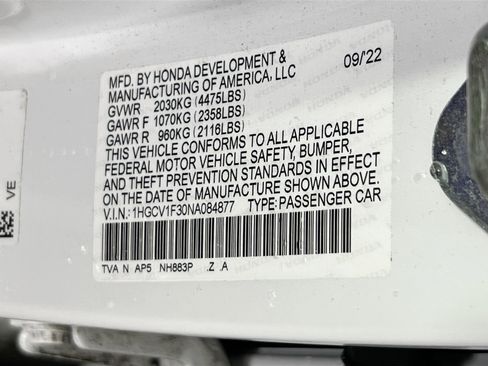 MFD. BY HONDA DEVELOPMENT & 09/22
MANUFACTURING OF AMERICA, LLC
GVWR 2030KG (4475LBS)
GAWR F 1070KG (2358LBS)
GAWR R 960KG (2116LBS)
THIS VEHICLE CONFORMS TO ALL APPLICABLE
FEDERAL MOTOR VEHICLE SAFETY, BUMPER,
AND THEFT PREVENTION STANDARDS IN EFFECT
ON THE DATE OF MANUFACTURE SHOWN ABOVE.
V.I.N.: 1HGCV1F30NA084877 TYPE: PASSENGER CAR
TVA N AP5 NH883P .Z .A
VE